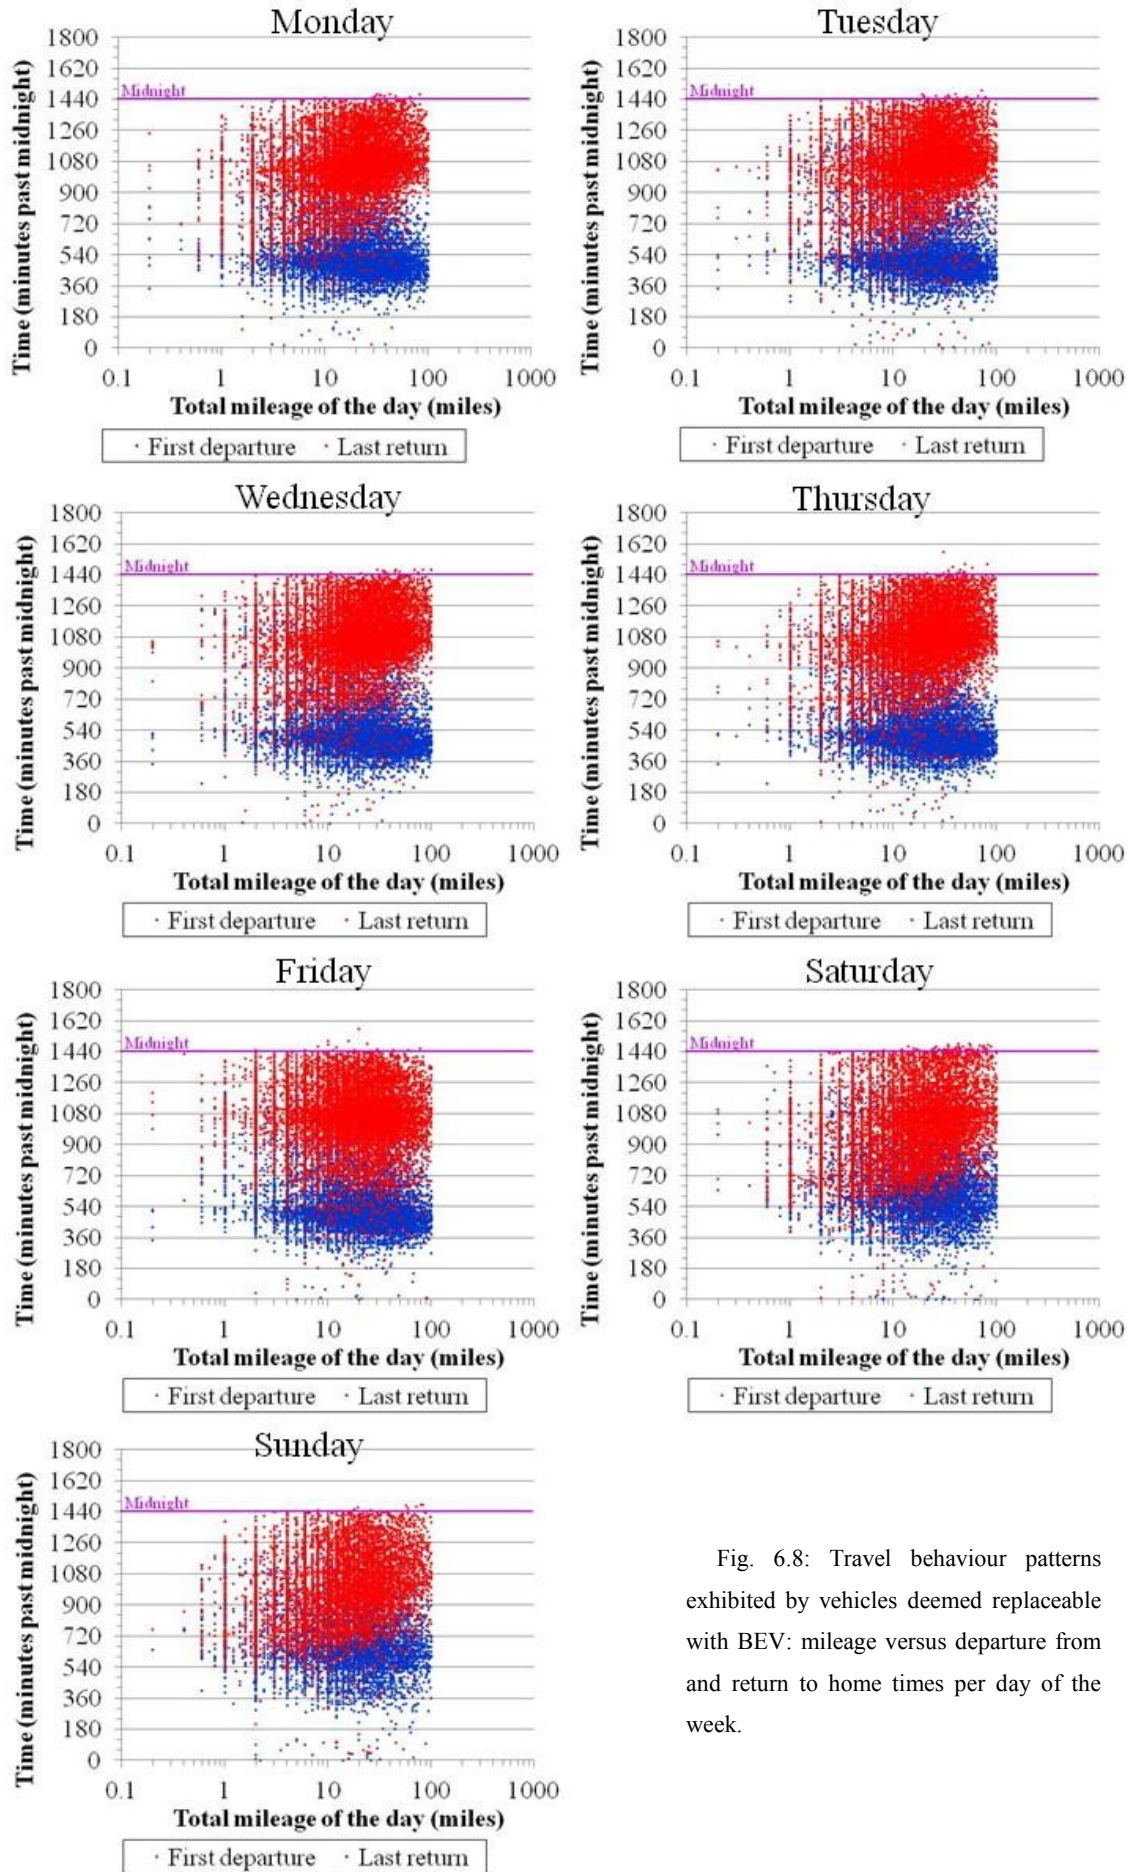 Monday
1800
1620
1440
1260
1080
900
720
540
360
180
0
Midnight
0.1 1 10 100 1000
Time (minutes past midnight)
Total mileage of the day (miles)
First departure Last return
Tuesday
1800
1620
1440
1260
1080
900
720
540
360
180
0
Midnight
0.1 1 10 100 1000
Time (minutes past midnight)
Total mileage of the day (miles)
First departure Last return
Wednesday
1800
1620
1440
1260
1080
900
720
540
360
180
0
Midnight
0.1 1 10 100 1000
Time (minutes past midnight)
Total mileage of the day (miles)
First departure Last return
Thursday
1800
1620
1440
1260
1080
900
720
540
360
180
0
Midnight
0.1 1 10 100 1000
Time (minutes past midnight)
Total mileage of the day (miles)
First departure Last return
Friday
1800
1620
1440
1260
1080
900
720
540
360
180
0
Midnight
0.1 1 10 100 1000
Time (minutes past midnight)
Total mileage of the day (miles)
First departure Last return
Saturday
1800
1620
1440
1260
1080
900
720
540
360
180
0
Midnight
0.1 1 10 100 1000
Time (minutes past midnight)
Total mileage of the day (miles)
First departure Last return
Sunday
1800
1620
1440
1260
1080
900
720
540
360
180
0
Midnight
0.1 1 10 100 1000
Time (minutes past midnight)
Total mileage of the day (miles)
First departure Last return
Fig. 6.8: Travel behaviour patterns
exhibited by vehicles deemed replaceable
with BEV: mileage versus departure from
and return to home times per day of the
week.